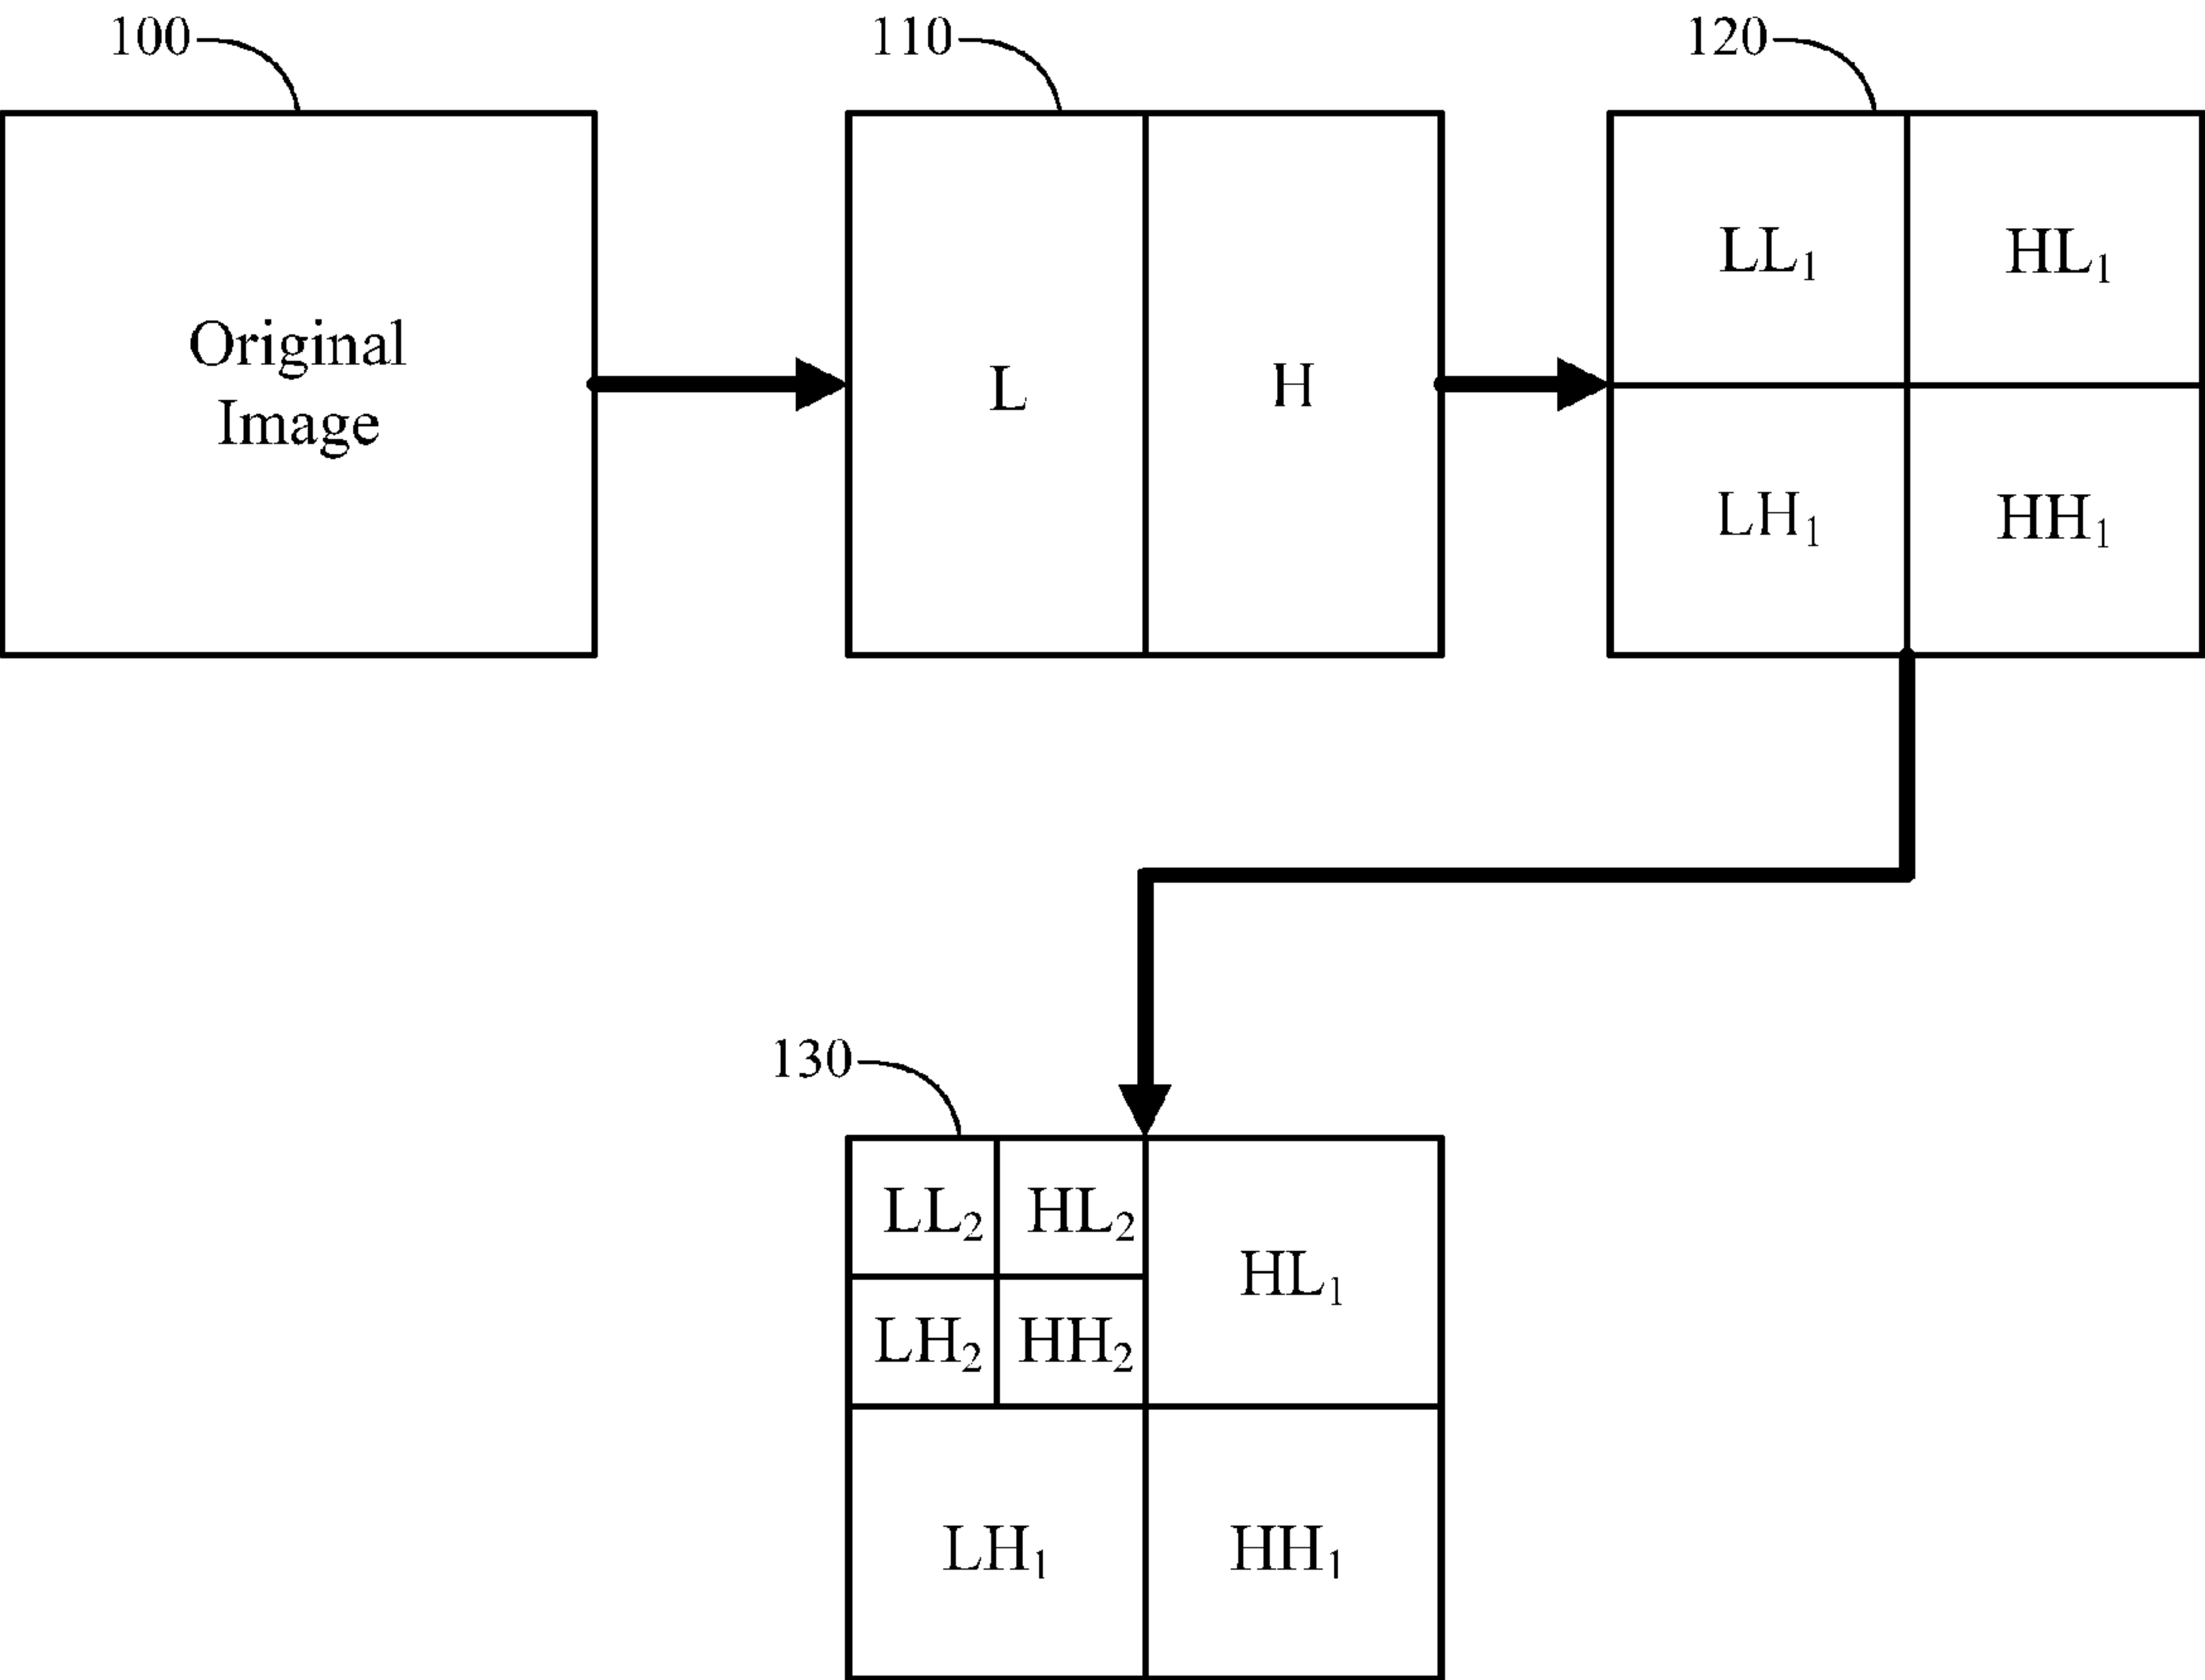 100
110
120
Original
Image
L
H
LL₁
HL₁
LH₁
HH₁
130
LL₂
HL₂
HL₁
LH₂
HH₂
LH₁
HH₁